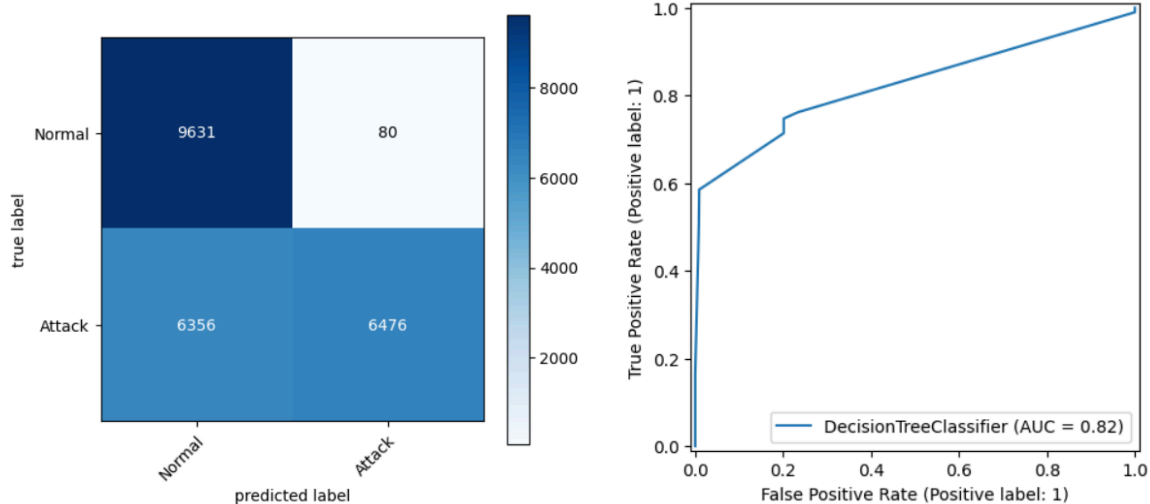 true label
Normal
Attack
9631
80
6356
6476
Normal
Attack
predicted label
8000
6000
4000
2000
True Positive Rate (Positive label: 1)
1.0
0.8
0.6
0.4
0.2
0.0
DecisionTreeClassifier (AUC = 0.82)
0.0
0.2
0.4
0.6
0.8
1.0
False Positive Rate (Positive label: 1)